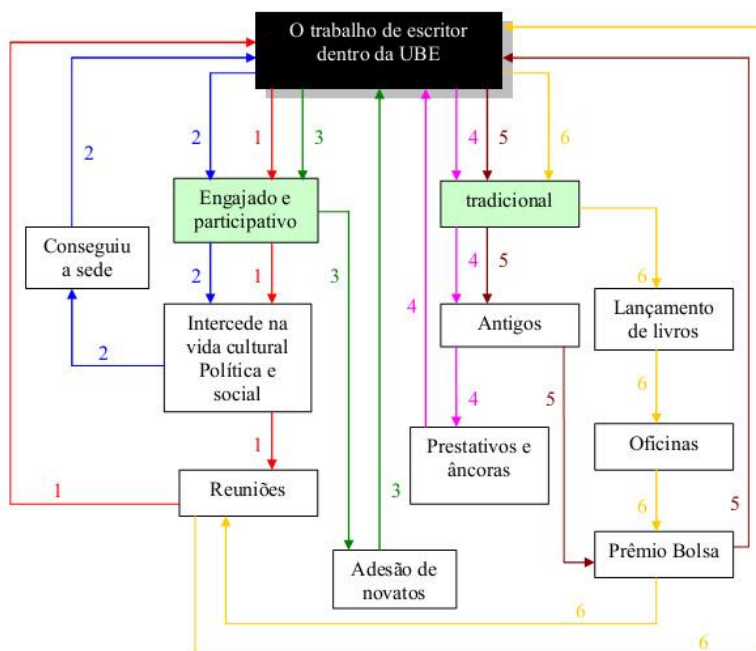 O trabalho de escritor
dentro da UBE
2
1
3
4
5
6
2
Engajado e
participativo
tradicional
Conseguiu
a sede
2
1
3
4
5
6
Lançamento
de livros
4
Intercede na
vida cultural
Política e
social
Antigos
2
6
4
5
1
Prestativos e
âncoras
Oficinas
Reuniões
1
3
6
5
Prêmio Bolsa
Adesão de
novatos
6
6